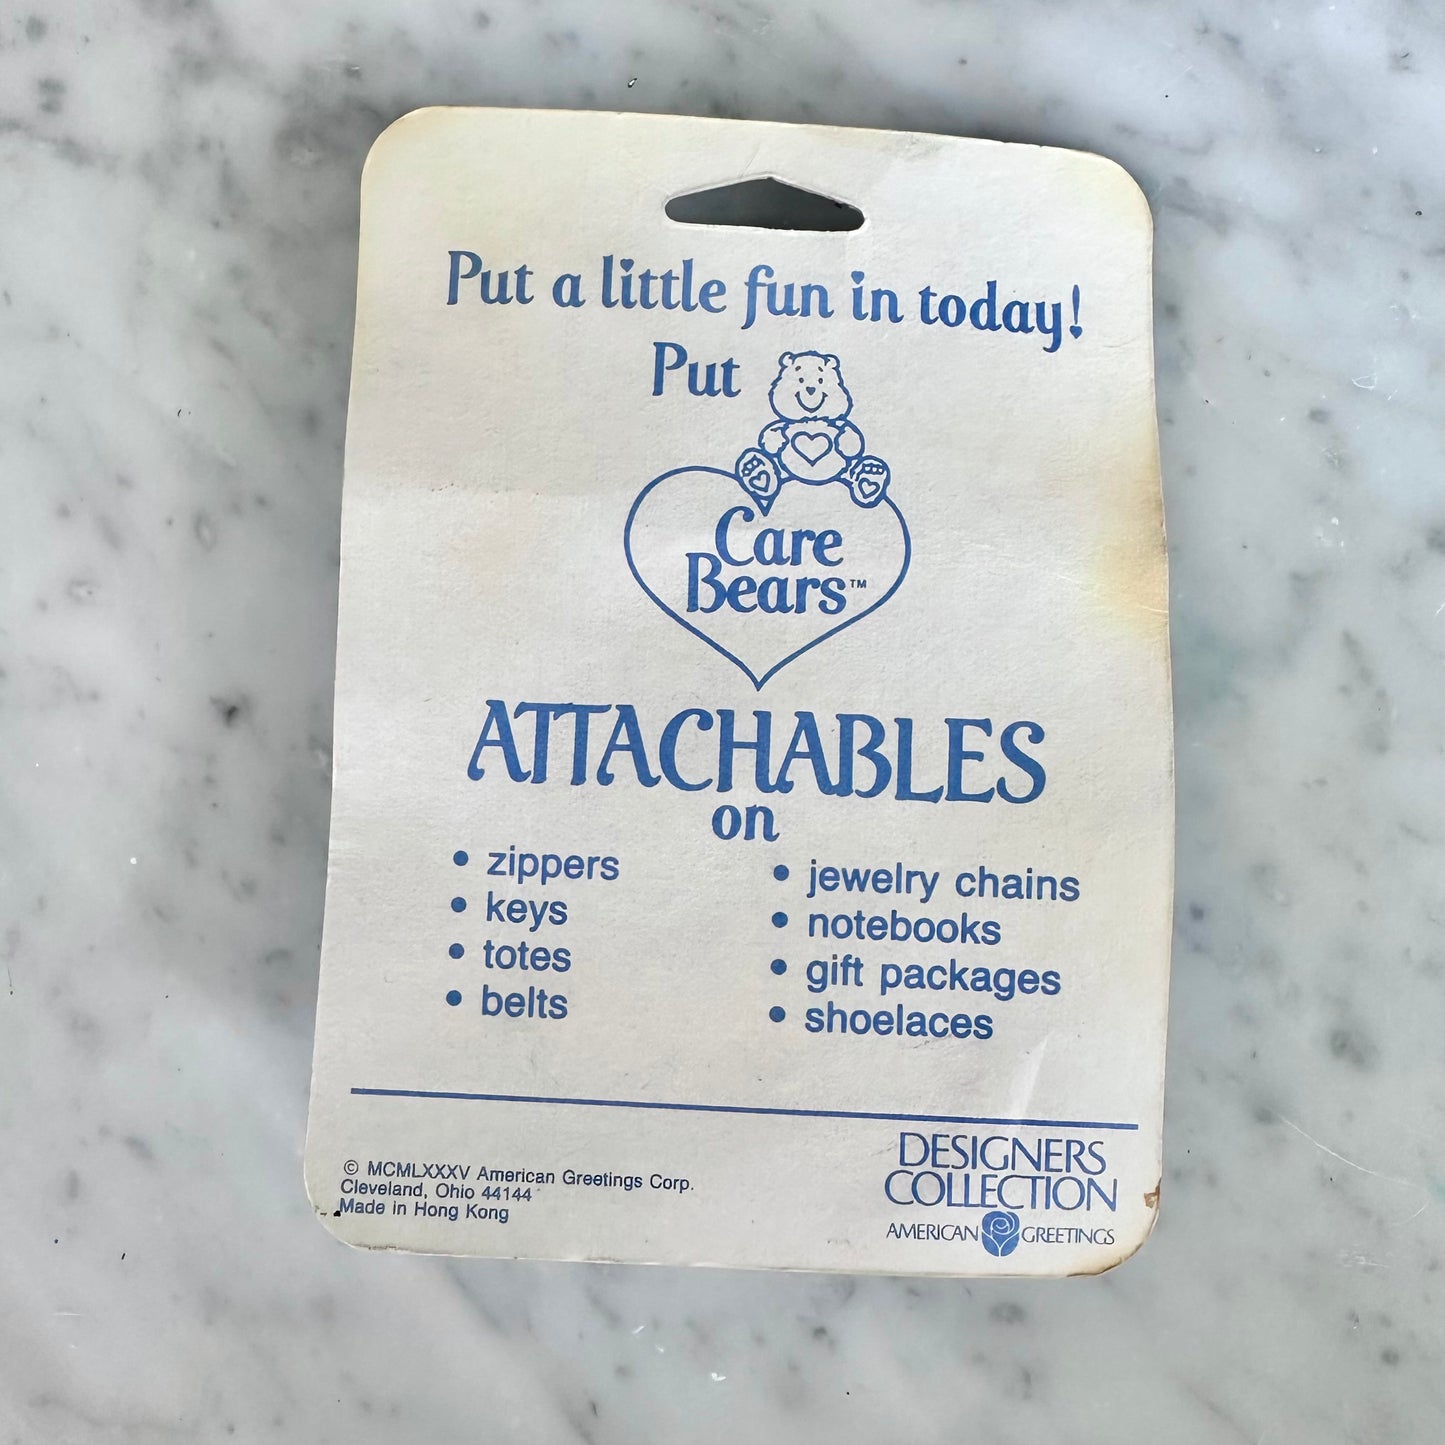 Put a little fun in today!
Put
Care
Bears™
ATTACHABLES
on
• zippers
• keys
• totes
• belts
• jewelry chains
• notebooks
• gift packages
• shoelaces
© MCMLXXXV American Greetings Corp.
Cleveland, Ohio 44144
Made in Hong Kong
DESIGNERS
COLLECTION
AMERICAN GREETINGS